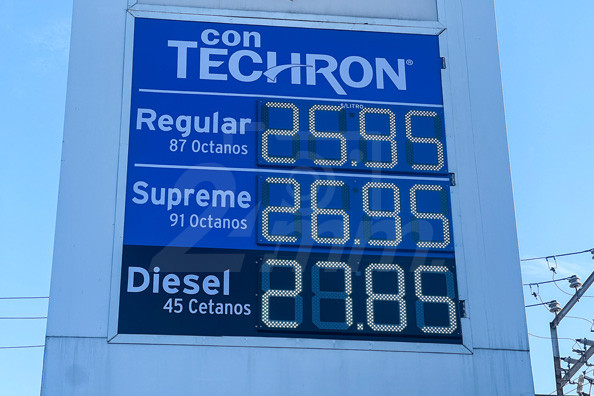 con
TECHRON®
$/LITRO
Regular 25.95
87 Octanos
Supreme 26.95
91 Octanos
Diesel 27.85
45 Cetanos